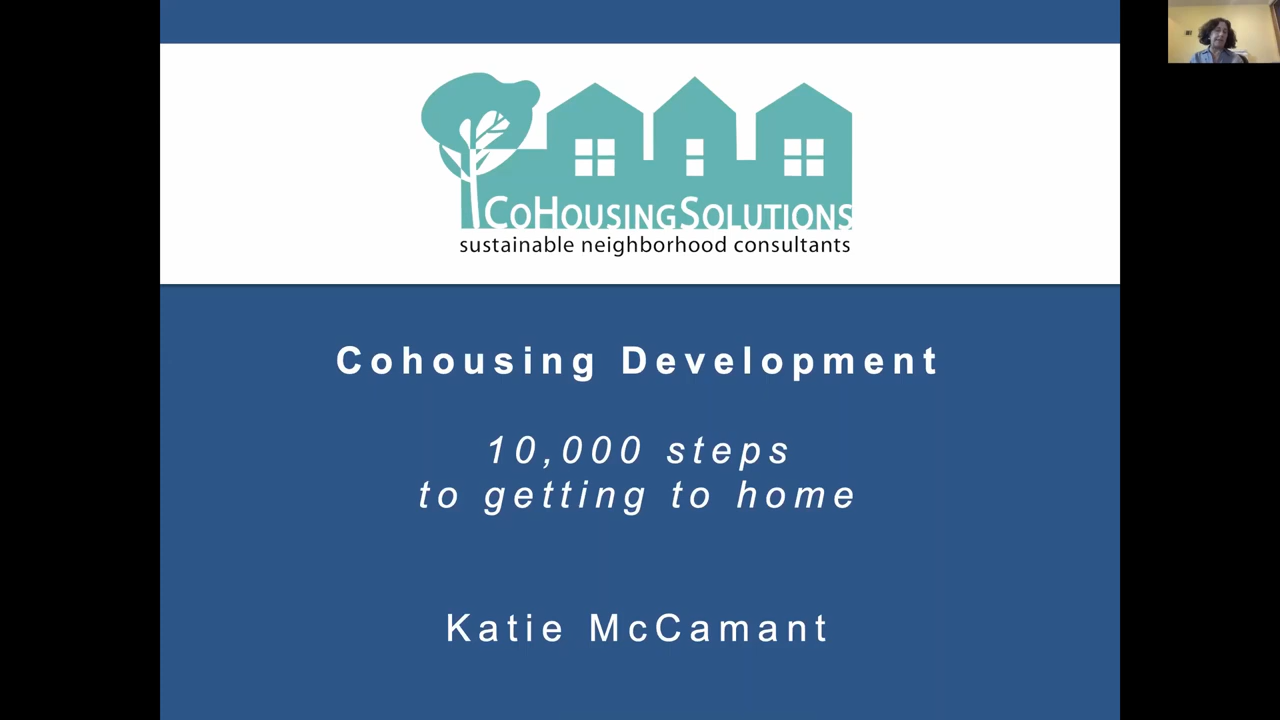 CoHousingSolutions
sustainable neighborhood consultants
Cohousing Development
10,000 steps
to getting to home
Katie McCamant